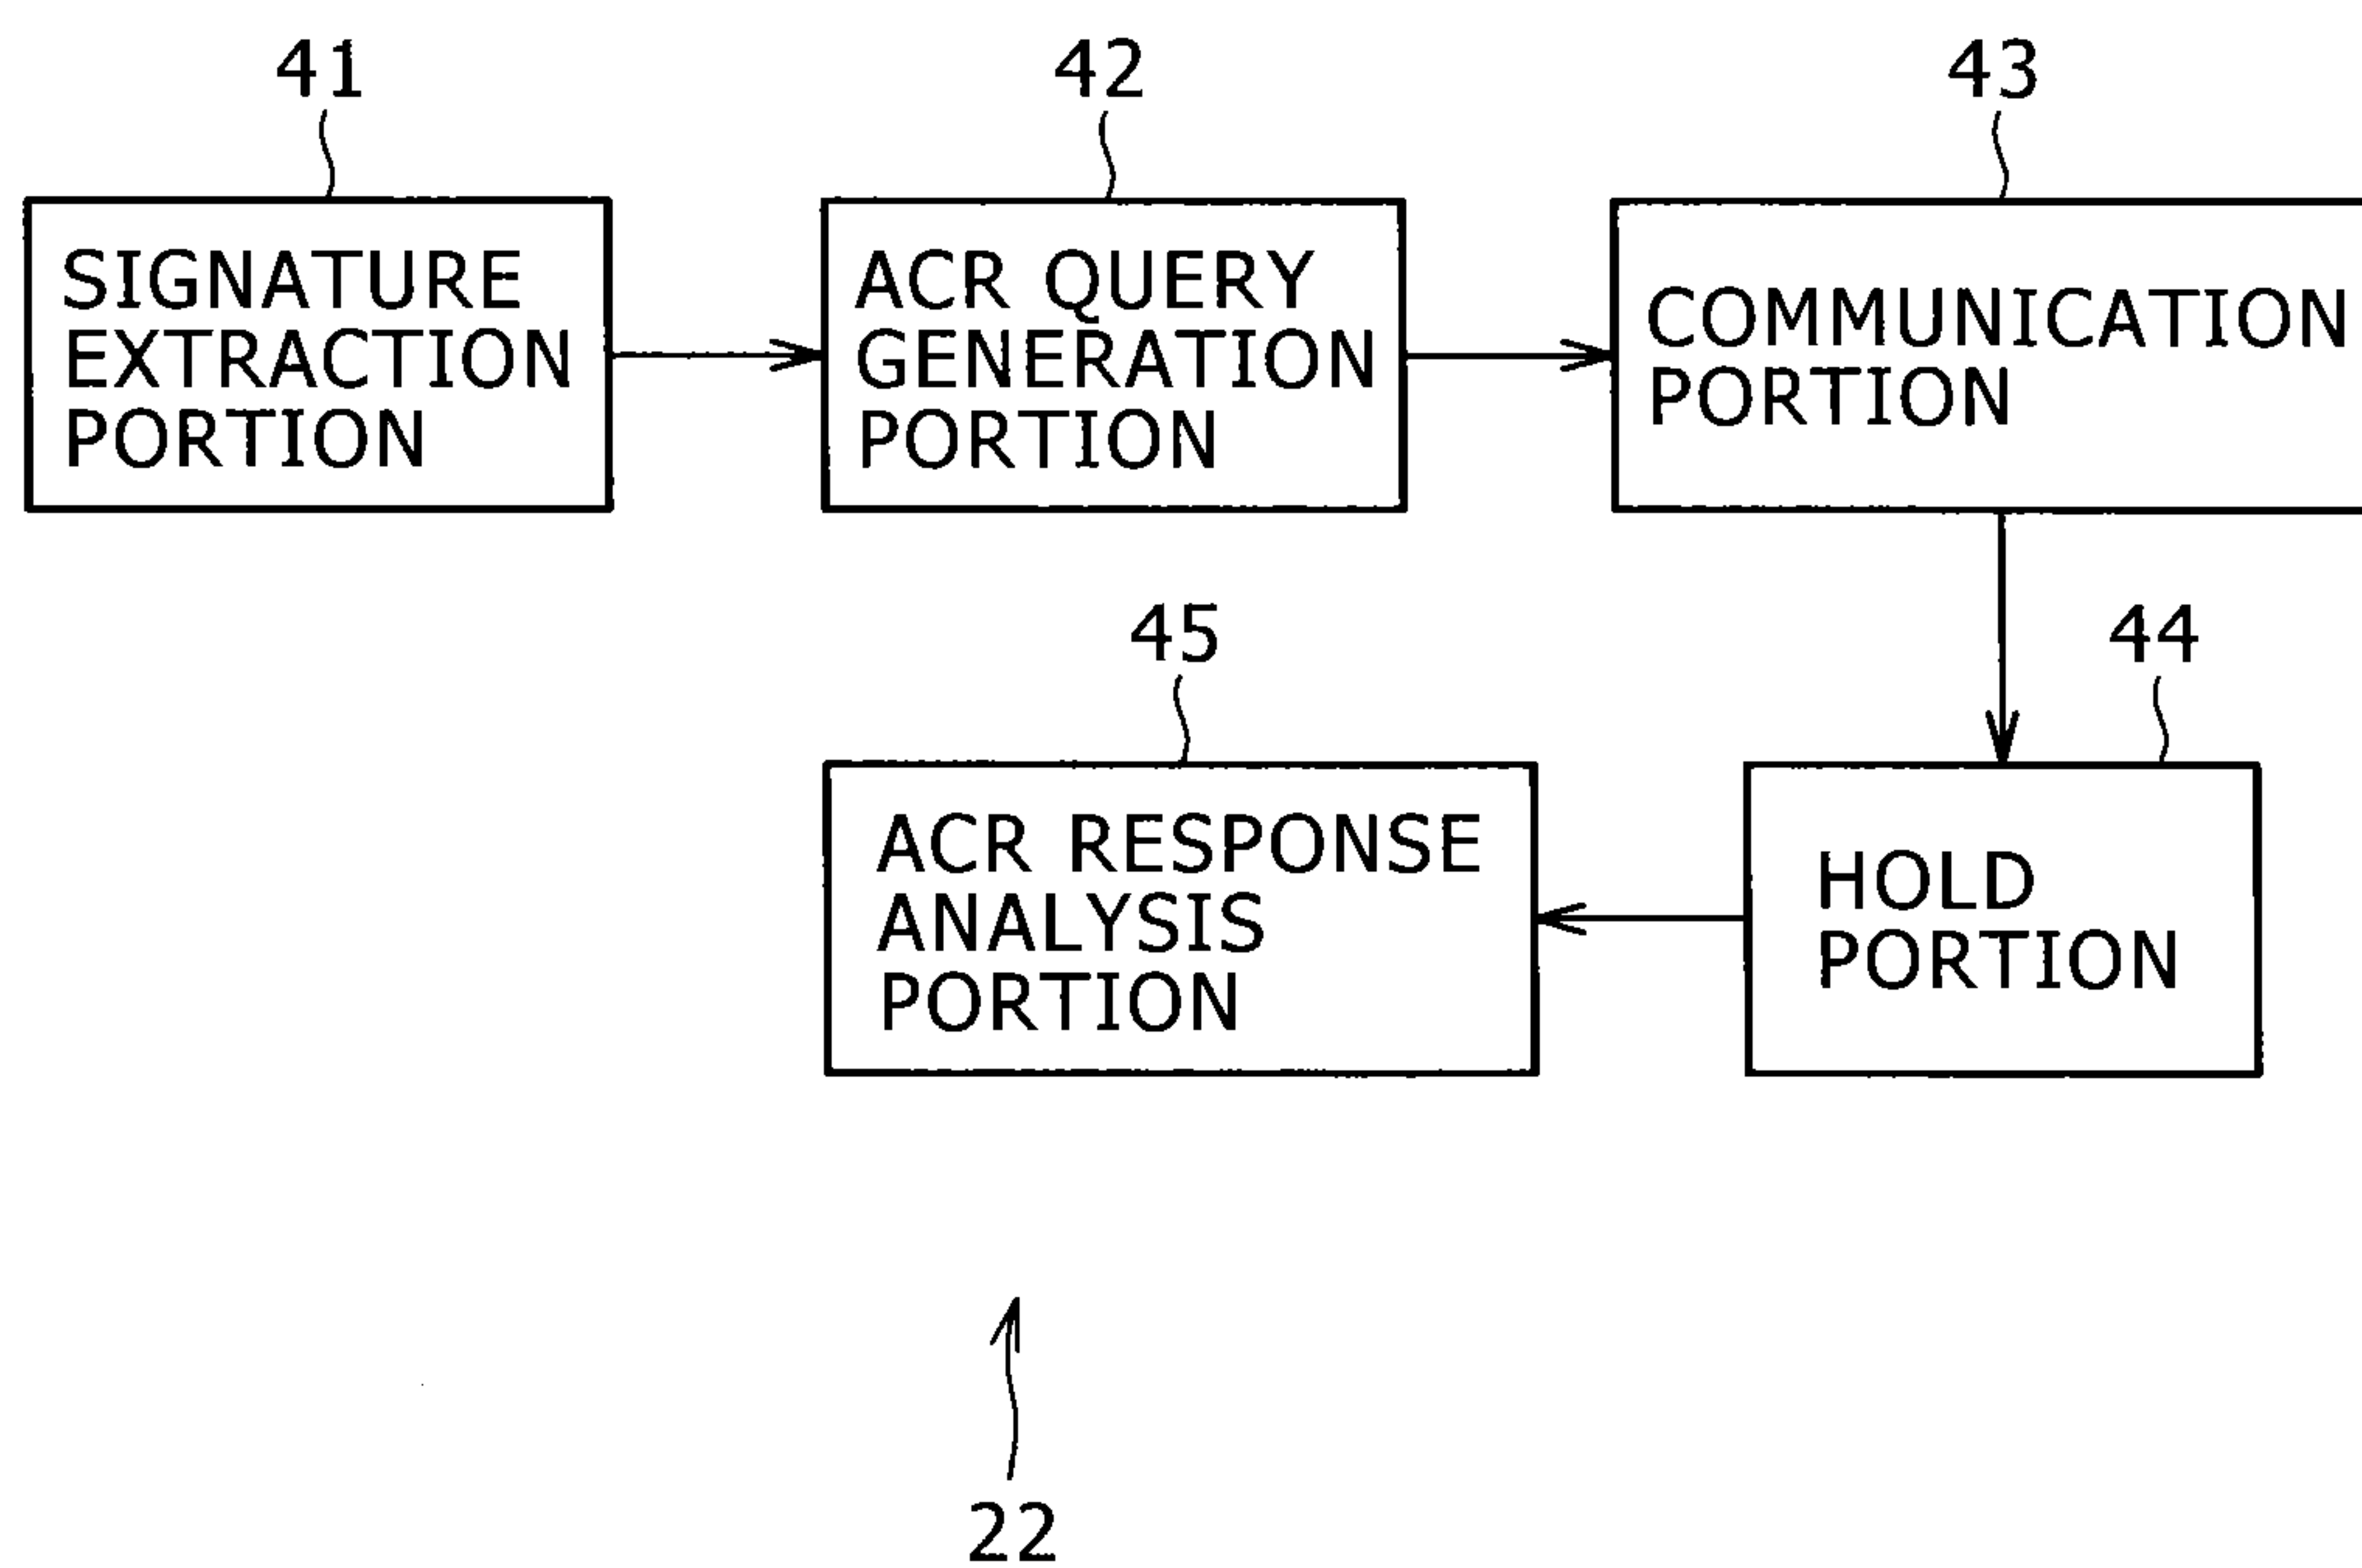 41
42
43
SIGNATURE
EXTRACTION
PORTION
ACR QUERY
GENERATION
PORTION
COMMUNICATION
PORTION
45
44
ACR RESPONSE
ANALYSIS
PORTION
HOLD
PORTION
22